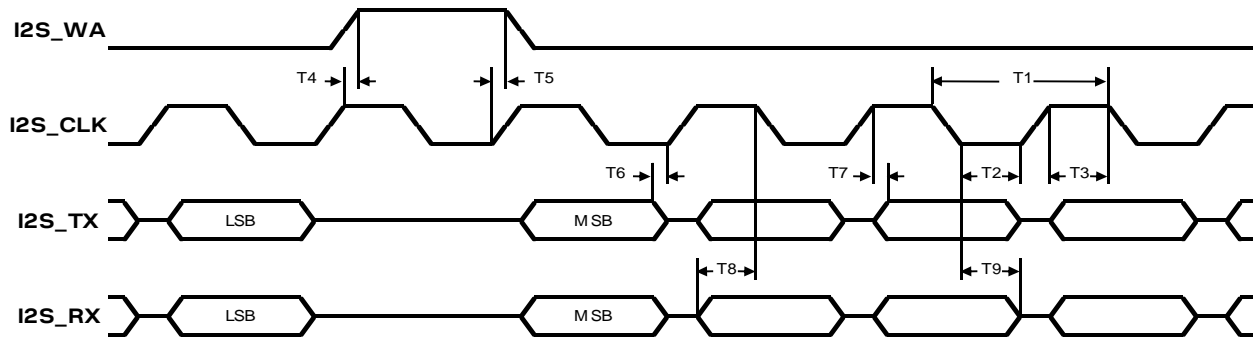 I2S_WA
T4
T5
T1
I2S_CLK
T6
T7
T2
T3
I2S_TX
LSB
MSB
T8
T9
I2S_RX
LSB
MSB